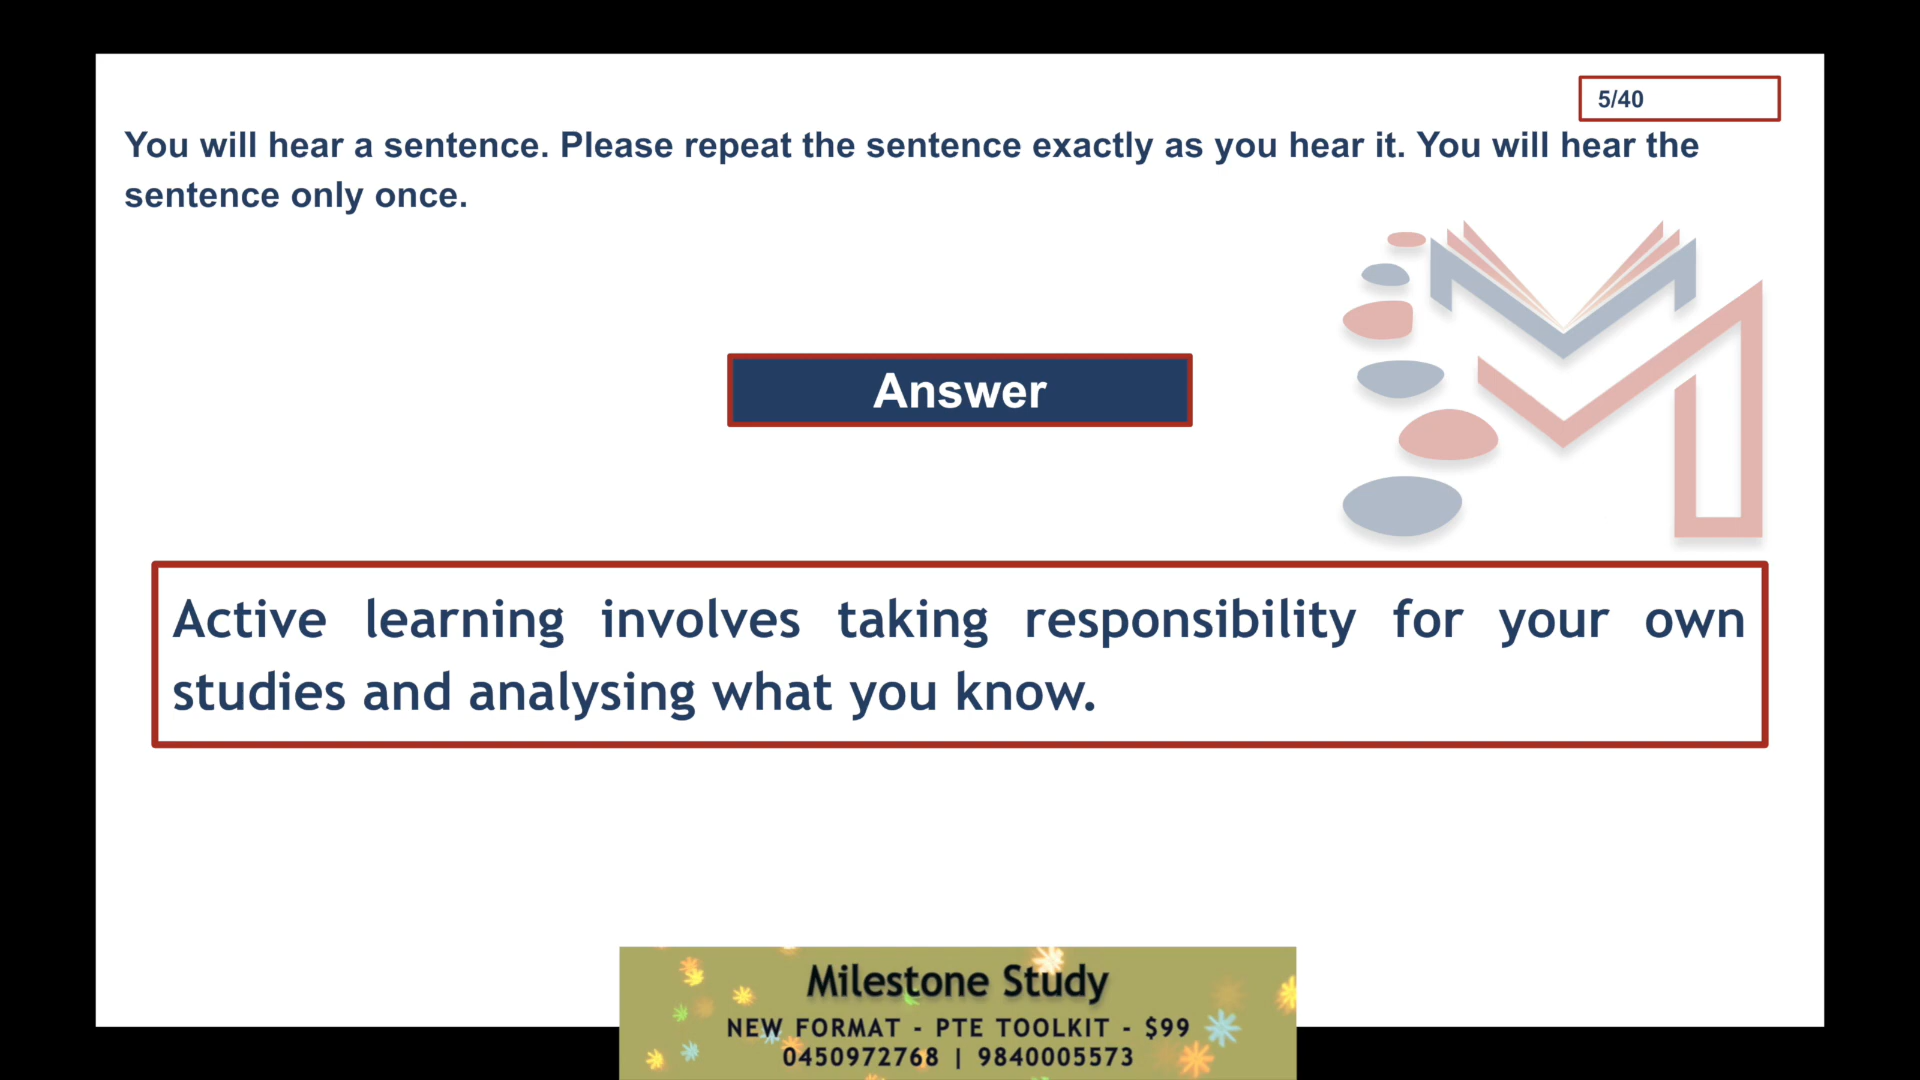 5/40
You will hear a sentence. Please repeat the sentence exactly as you hear it. You will hear the
sentence only once.
Answer
Active learning involves taking responsibility for your own
studies and analysing what you know.
Milestone Study
NEW FORMAT - PTE TOOLKIT - $99
0450972768 | 9840005573